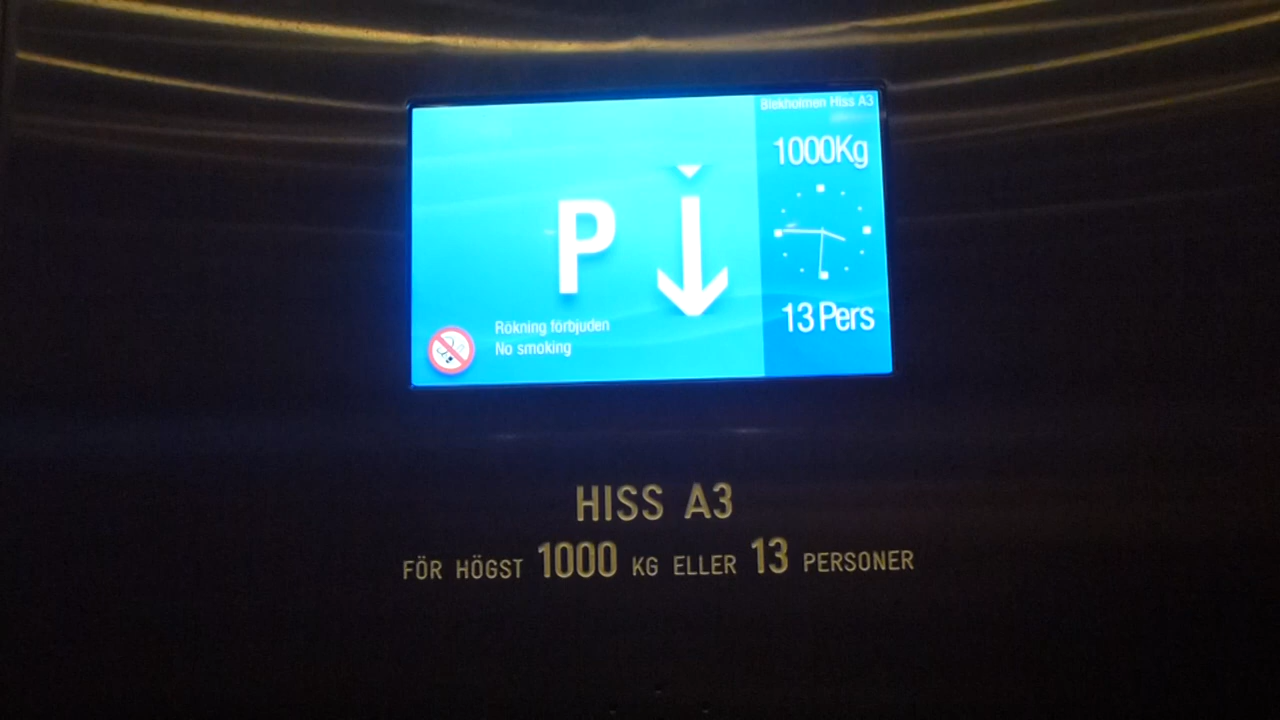 Blekholmen Hiss A3
1000Kg
P
13 Pers
Rökning förbjuden
No smoking
HISS A3
FÖR HÖGST 1000 KG ELLER 13 PERSONER